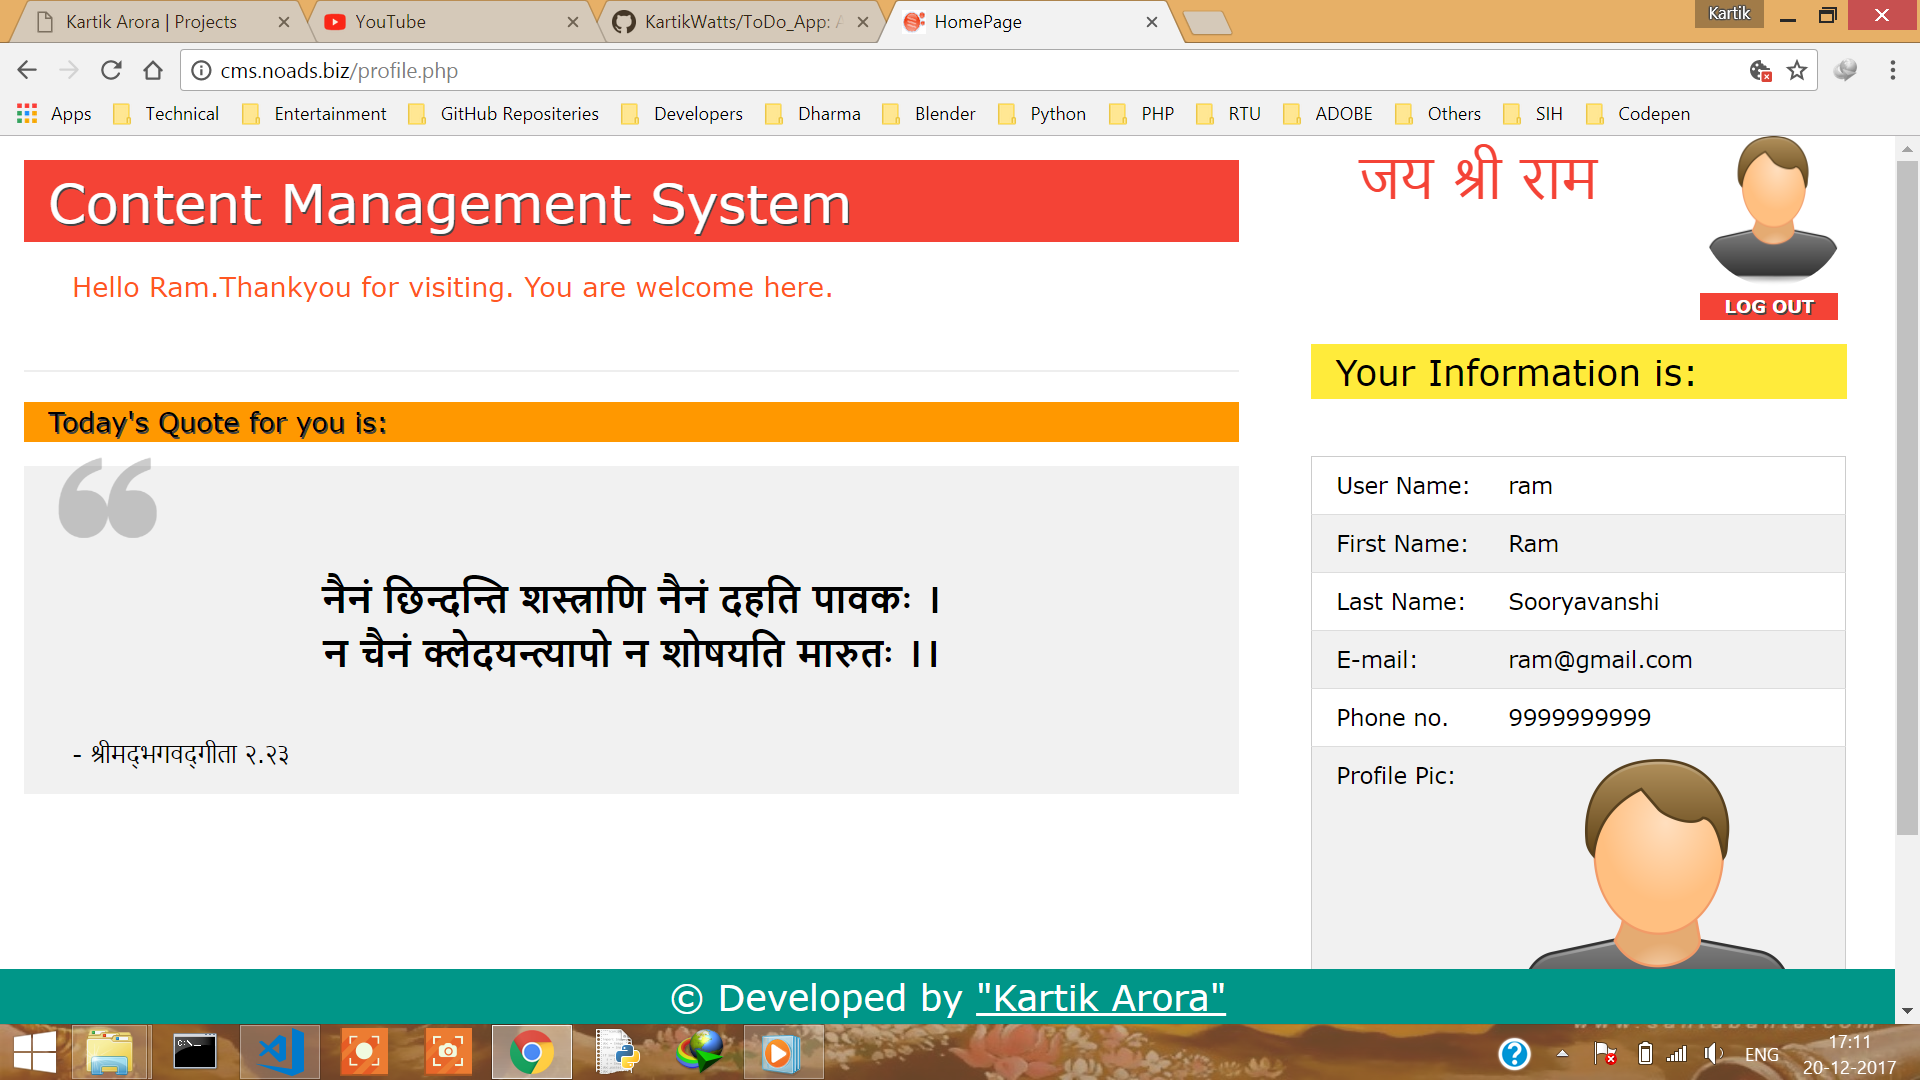 Kartik Arora | Projects
YouTube
KartikWatts/ToDo_App: A
HomePage
Kartik
cms.noads.biz/profile.php
Apps Technical Entertainment GitHub Repositeries Developers Dharma Blender Python PHP RTU ADOBE Others SIH Codepen
Content Management System
Hello Ram.Thankyou for visiting. You are welcome here.
Today's Quote for you is:
नैनं छिन्दन्ति शस्त्राणि नैनं दहति पावकः ।
न चैनं क्लेदयन्त्यापो न शोषयति मारुतः ।।
- श्रीमद्भगवद्गीता २.२३
जय श्री राम
LOG OUT
Your Information is:
User Name: ram
First Name: Ram
Last Name: Sooryavanshi
E-mail: ram@gmail.com
Phone no. 9999999999
Profile Pic:
© Developed by "Kartik Arora"
ENG
17:11
20-12-2017